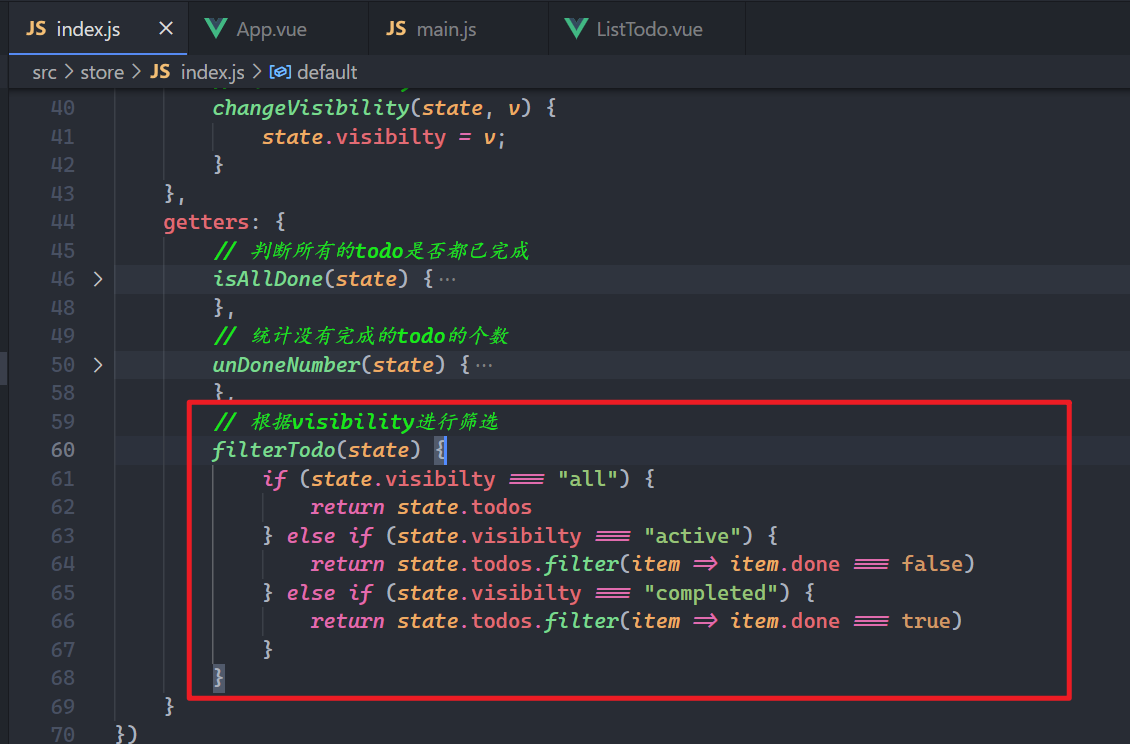 JS index.js × App.vue JS main.js ListTodo.vue
src > store > JS index.js > default
40 changeVisibility(state, v) {
41 state.visibilty = v;
42 }
43 },
44 getters: {
45 // 判断所有的todo是否都已完成
46 isAllDone(state) {…
48 },
49 // 统计没有完成的todo的个数
50 unDoneNumber(state) {…
58 },
59 // 根据visibility进行筛选
60 filterTodo(state) {
61 if (state.visibilty === "all") {
62 return state.todos
63 } else if (state.visibilty === "active") {
64 return state.todos.filter(item => item.done === false)
65 } else if (state.visibilty === "completed") {
66 return state.todos.filter(item => item.done === true)
67 }
68 }
69 }
70 })